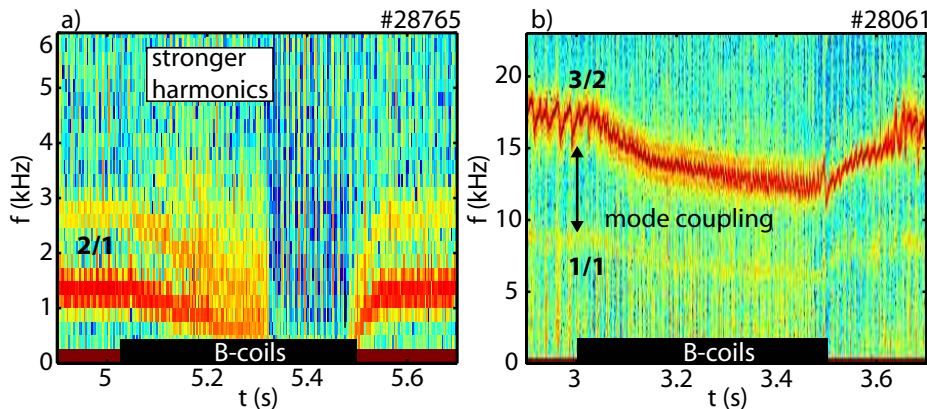 a)
#28765
6
5
4
3
2
1
0
f (kHz)
stronger
harmonics
2/1
B-coils
5
5.2
5.4
5.6
t (s)
b)
#28061
20
15
10
5
0
f (kHz)
3/2
mode coupling
1/1
B-coils
3
3.2
3.4
3.6
t (s)